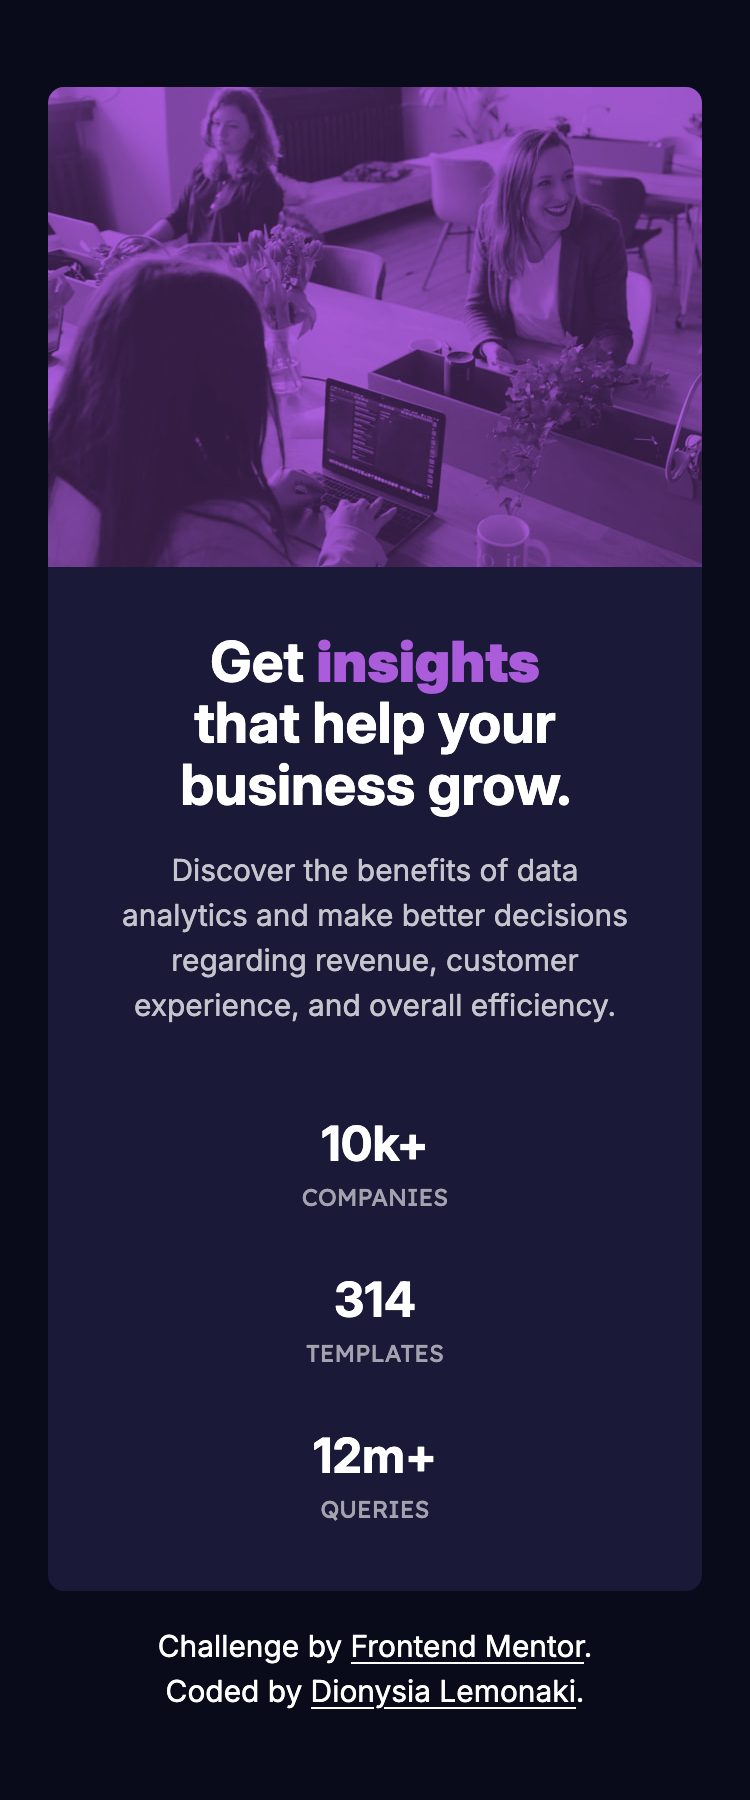 Get insights
that help your
business grow.
Discover the benefits of data
analytics and make better decisions
regarding revenue, customer
experience, and overall efficiency.
10k+
COMPANIES
314
TEMPLATES
12m+
QUERIES
Challenge by Frontend Mentor.
Coded by Dionysia Lemonaki.